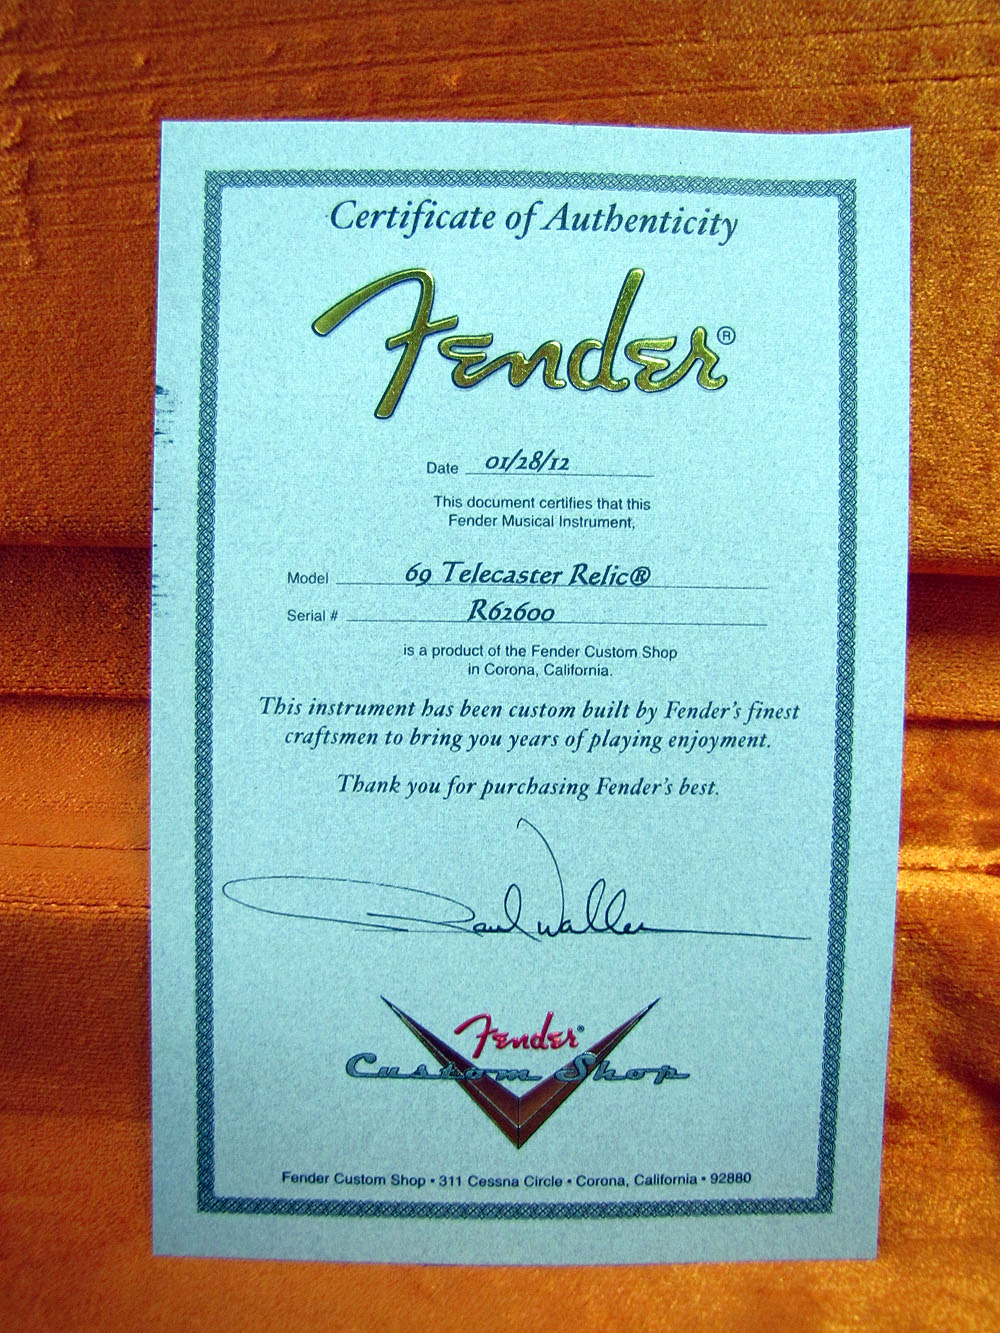 Certificate of Authenticity
Fender®
Date 01/28/12
This document certifies that this
Fender Musical Instrument,
Model 69 Telecaster Relic®
Serial # R62600
is a product of the Fender Custom Shop
in Corona, California.
This instrument has been custom built by Fender's finest
craftsmen to bring you years of playing enjoyment.
Thank you for purchasing Fender's best.
Paul Waller
Fender®
Custom Shop
Fender Custom Shop • 311 Cessna Circle • Corona, California • 92880